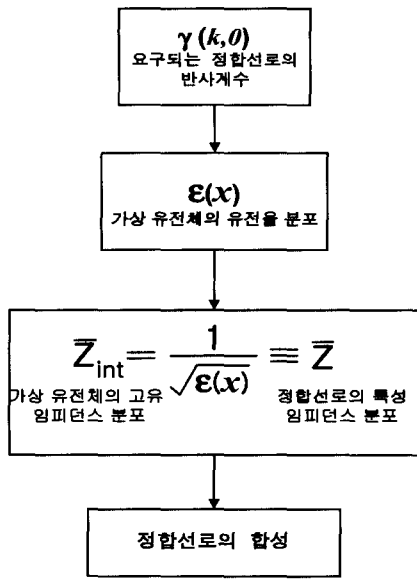 γ(k,0)
요구되는 정합선로의
반사계수
ε(x)
가상 유전체의 유전율 분포
Z̅int = 1/√ε(x) ≡ Z̅
가상 유전체의 고유 임피던스 분포
정합선로의 특성 임피던스 분포
정합선로의 합성